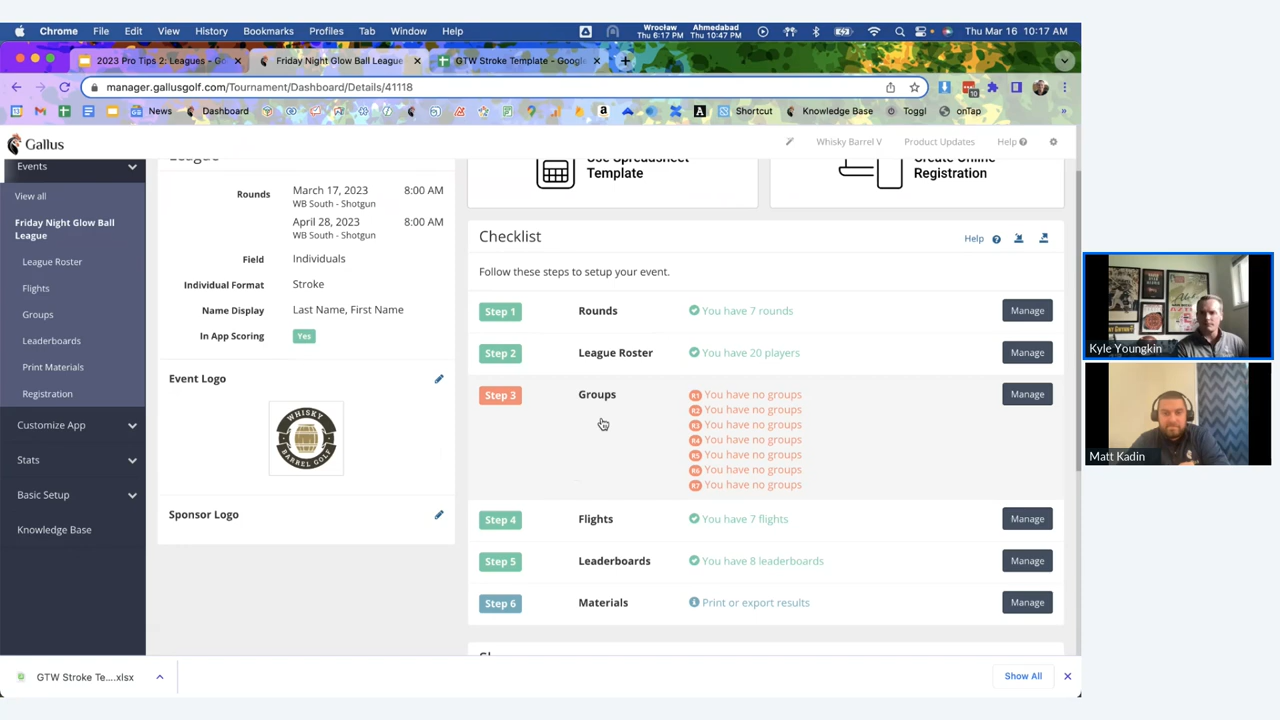 Chrome File Edit View History Bookmarks Profiles Tab Window Help
Wrocław Thu 6:17 PM
Ahmedabad Thu 10:47 PM
Thu Mar 16 10:17 AM
2023 Pro Tips 2: Leagues - Go
Friday Night Glow Ball League
GTW Stroke Template - Google
manager.gallusgolf.com/Tournament/Dashboard/Details/41118
News Dashboard Shortcut Knowledge Base Toggl onTap
Gallus
Whisky Barrel V Product Updates Help
Events
View all
Friday Night Glow Ball League
League Roster
Flights
Groups
Leaderboards
Print Materials
Registration
Customize App
Stats
Basic Setup
Knowledge Base
League
Rounds March 17, 2023 8:00 AM
WB South - Shotgun
April 28, 2023 8:00 AM
WB South - Shotgun
Field Individuals
Individual Format Stroke
Name Display Last Name, First Name
In App Scoring Yes
Event Logo
WHISKY
BARREL GOLF
Sponsor Logo
Use Spreadsheet
Template
Create Online
Registration
Checklist Help
Follow these steps to setup your event.
Step 1 Rounds You have 7 rounds Manage
Step 2 League Roster You have 20 players Manage
Step 3 Groups R1 You have no groups Manage
R2 You have no groups
R3 You have no groups
R4 You have no groups
R5 You have no groups
R6 You have no groups
R7 You have no groups
Step 4 Flights You have 7 flights Manage
Step 5 Leaderboards You have 8 leaderboards Manage
Step 6 Materials Print or export results Manage
GTW Stroke Te....xlsx
Show All
Kyle Youngkin
Matt Kadin